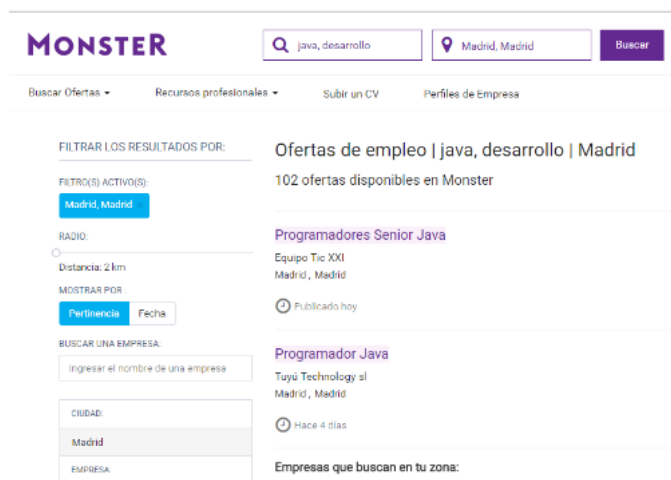 MONSTER
java, desarrollo
Madrid, Madrid
Buscar
Buscar Ofertas
Recursos profesionales
Subir un CV
Perfiles de Empresa
FILTRAR LOS RESULTADOS POR:
FILTRO(S) ACTIVO(S):
Madrid, Madrid
RADIO:
Distancia: 2 km
MOSTRAR POR
Pertinencia Fecha
BUSCAR UNA EMPRESA:
Ingresar el nombre de una empresa
CIUDAD:
Madrid
EMPRESA
Ofertas de empleo | java, desarrollo | Madrid
102 ofertas disponibles en Monster
Programadores Senior Java
Equipo Tic XXI
Madrid , Madrid
Publicado hoy
Programador Java
Tuyú Technology sl
Madrid , Madrid
Hace 4 días
Empresas que buscan en tu zona: